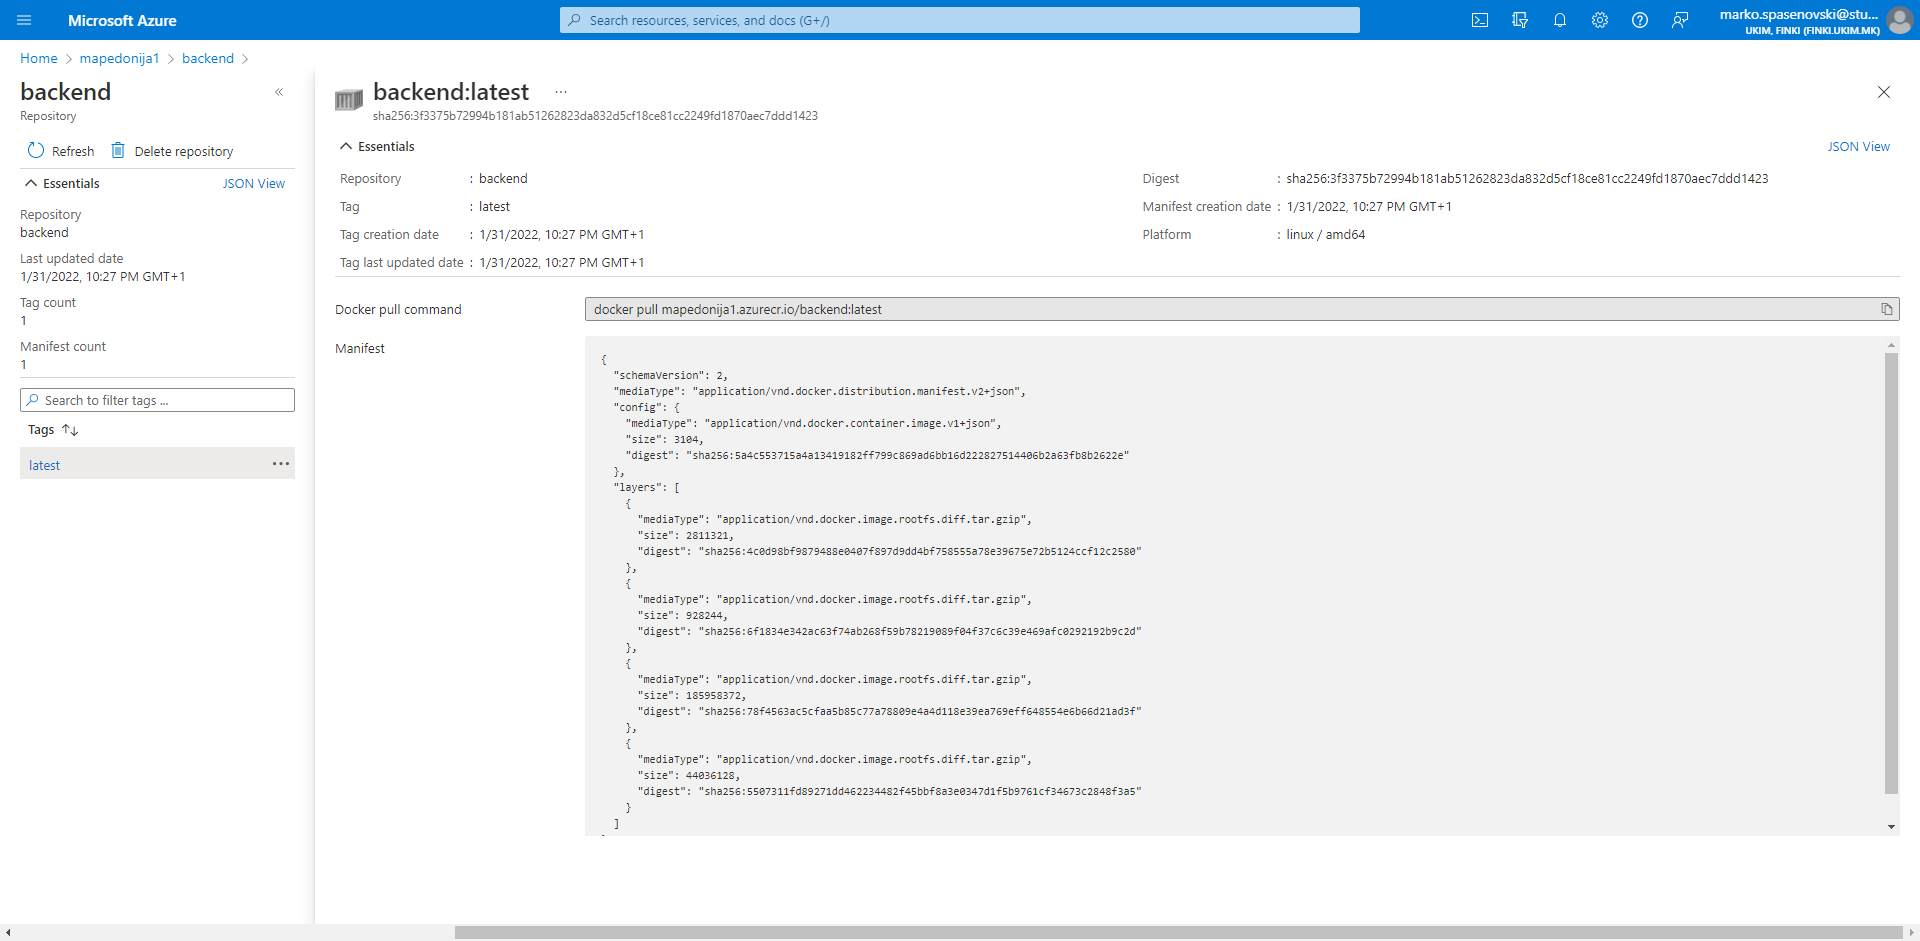 Microsoft Azure
Search resources, services, and docs (G+/)
marko.spasenovski@stu...
UKIM, FINKI (FINKI.UKIM.MK)
Home > mapedonija1 > backend >
backend
Repository
Refresh Delete repository
Essentials JSON View
Repository
backend
Last updated date
1/31/2022, 10:27 PM GMT+1
Tag count
1
Manifest count
1
Search to filter tags ...
Tags
latest
backend:latest ...
sha256:3f3375b72994b181ab51262823da832d5cf18ce81cc2249fd1870aec7ddd1423
Essentials JSON View
Repository : backend
Tag : latest
Tag creation date : 1/31/2022, 10:27 PM GMT+1
Tag last updated date : 1/31/2022, 10:27 PM GMT+1
Digest : sha256:3f3375b72994b181ab51262823da832d5cf18ce81cc2249fd1870aec7ddd1423
Manifest creation date : 1/31/2022, 10:27 PM GMT+1
Platform : linux / amd64
Docker pull command docker pull mapedonija1.azurecr.io/backend:latest
Manifest
{
"schemaVersion": 2,
"mediaType": "application/vnd.docker.distribution.manifest.v2+json",
"config": {
"mediaType": "application/vnd.docker.container.image.v1+json",
"size": 3104,
"digest": "sha256:5a4c553715a4a13419182ff799c869ad6bb16d222827514406b2a63fb8b2622e"
},
"layers": [
{
"mediaType": "application/vnd.docker.image.rootfs.diff.tar.gzip",
"size": 2811321,
"digest": "sha256:4c0d98bf9879488e0407f897d9dd4bf758555a78e39675e72b5124ccf12c2580"
},
{
"mediaType": "application/vnd.docker.image.rootfs.diff.tar.gzip",
"size": 928244,
"digest": "sha256:6f1834e342ac63f74ab268f59b78219089f04f37c6c39e469afc0292192b9c2d"
},
{
"mediaType": "application/vnd.docker.image.rootfs.diff.tar.gzip",
"size": 185958372,
"digest": "sha256:78f4563ac5cfaa5b85c77a78809e4a4d118e39ea769eff648554e6b66d21ad3f"
},
{
"mediaType": "application/vnd.docker.image.rootfs.diff.tar.gzip",
"size": 44036128,
"digest": "sha256:5507311fd89271dd462234482f45bbf8a3e0347d1f5b9761cf34673c2848f3a5"
}
]